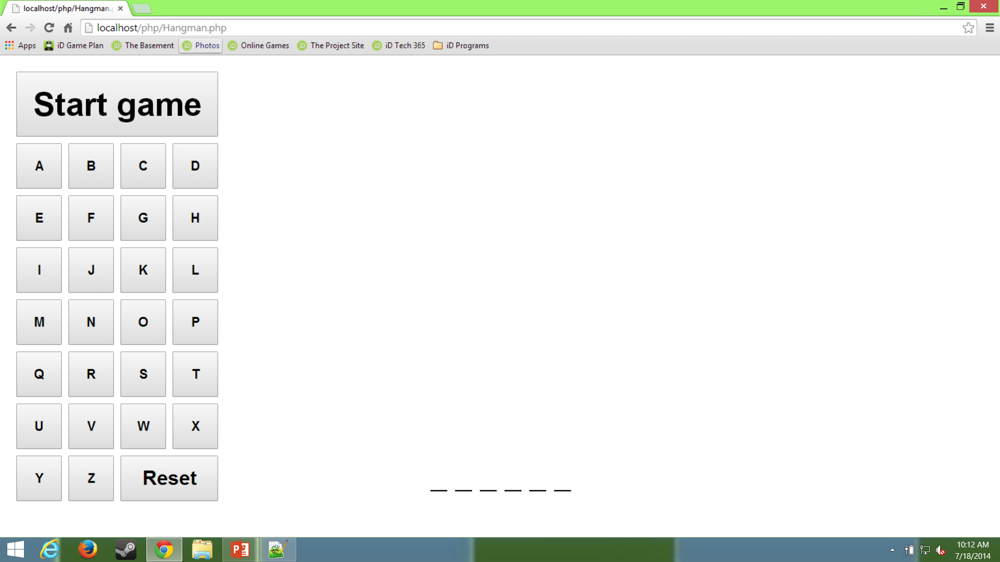 localhost/php/Hangman.
localhost/php/Hangman.php
Apps iD Game Plan The Basement Photos Online Games The Project Site iD Tech 365 iD Programs
Start game
A B C D
E F G H
I J K L
M N O P
Q R S T
U V W X
Y Z Reset
_ _ _ _ _ _
10:12 AM
7/18/2014